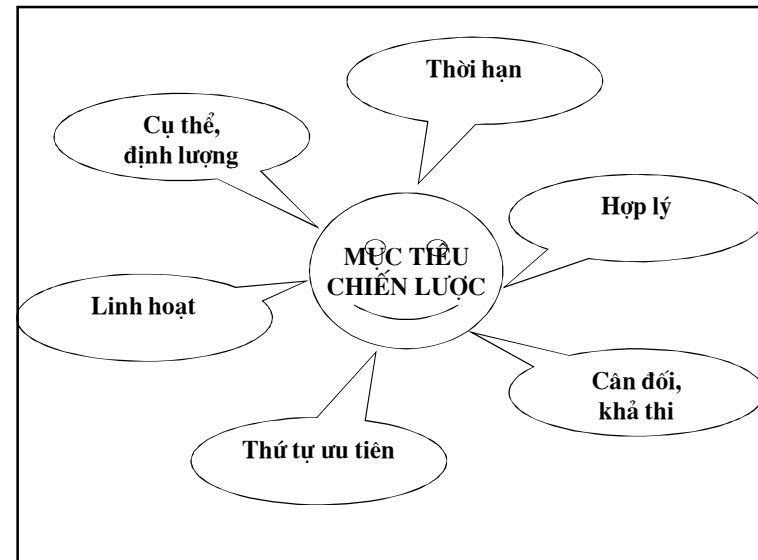 Thời hạn
Cụ thể,
định lượng
Hợp lý
MỤC TIÊU
CHIẾN LƯỢC
Linh hoạt
Cân đối,
khả thi
Thứ tự ưu tiên